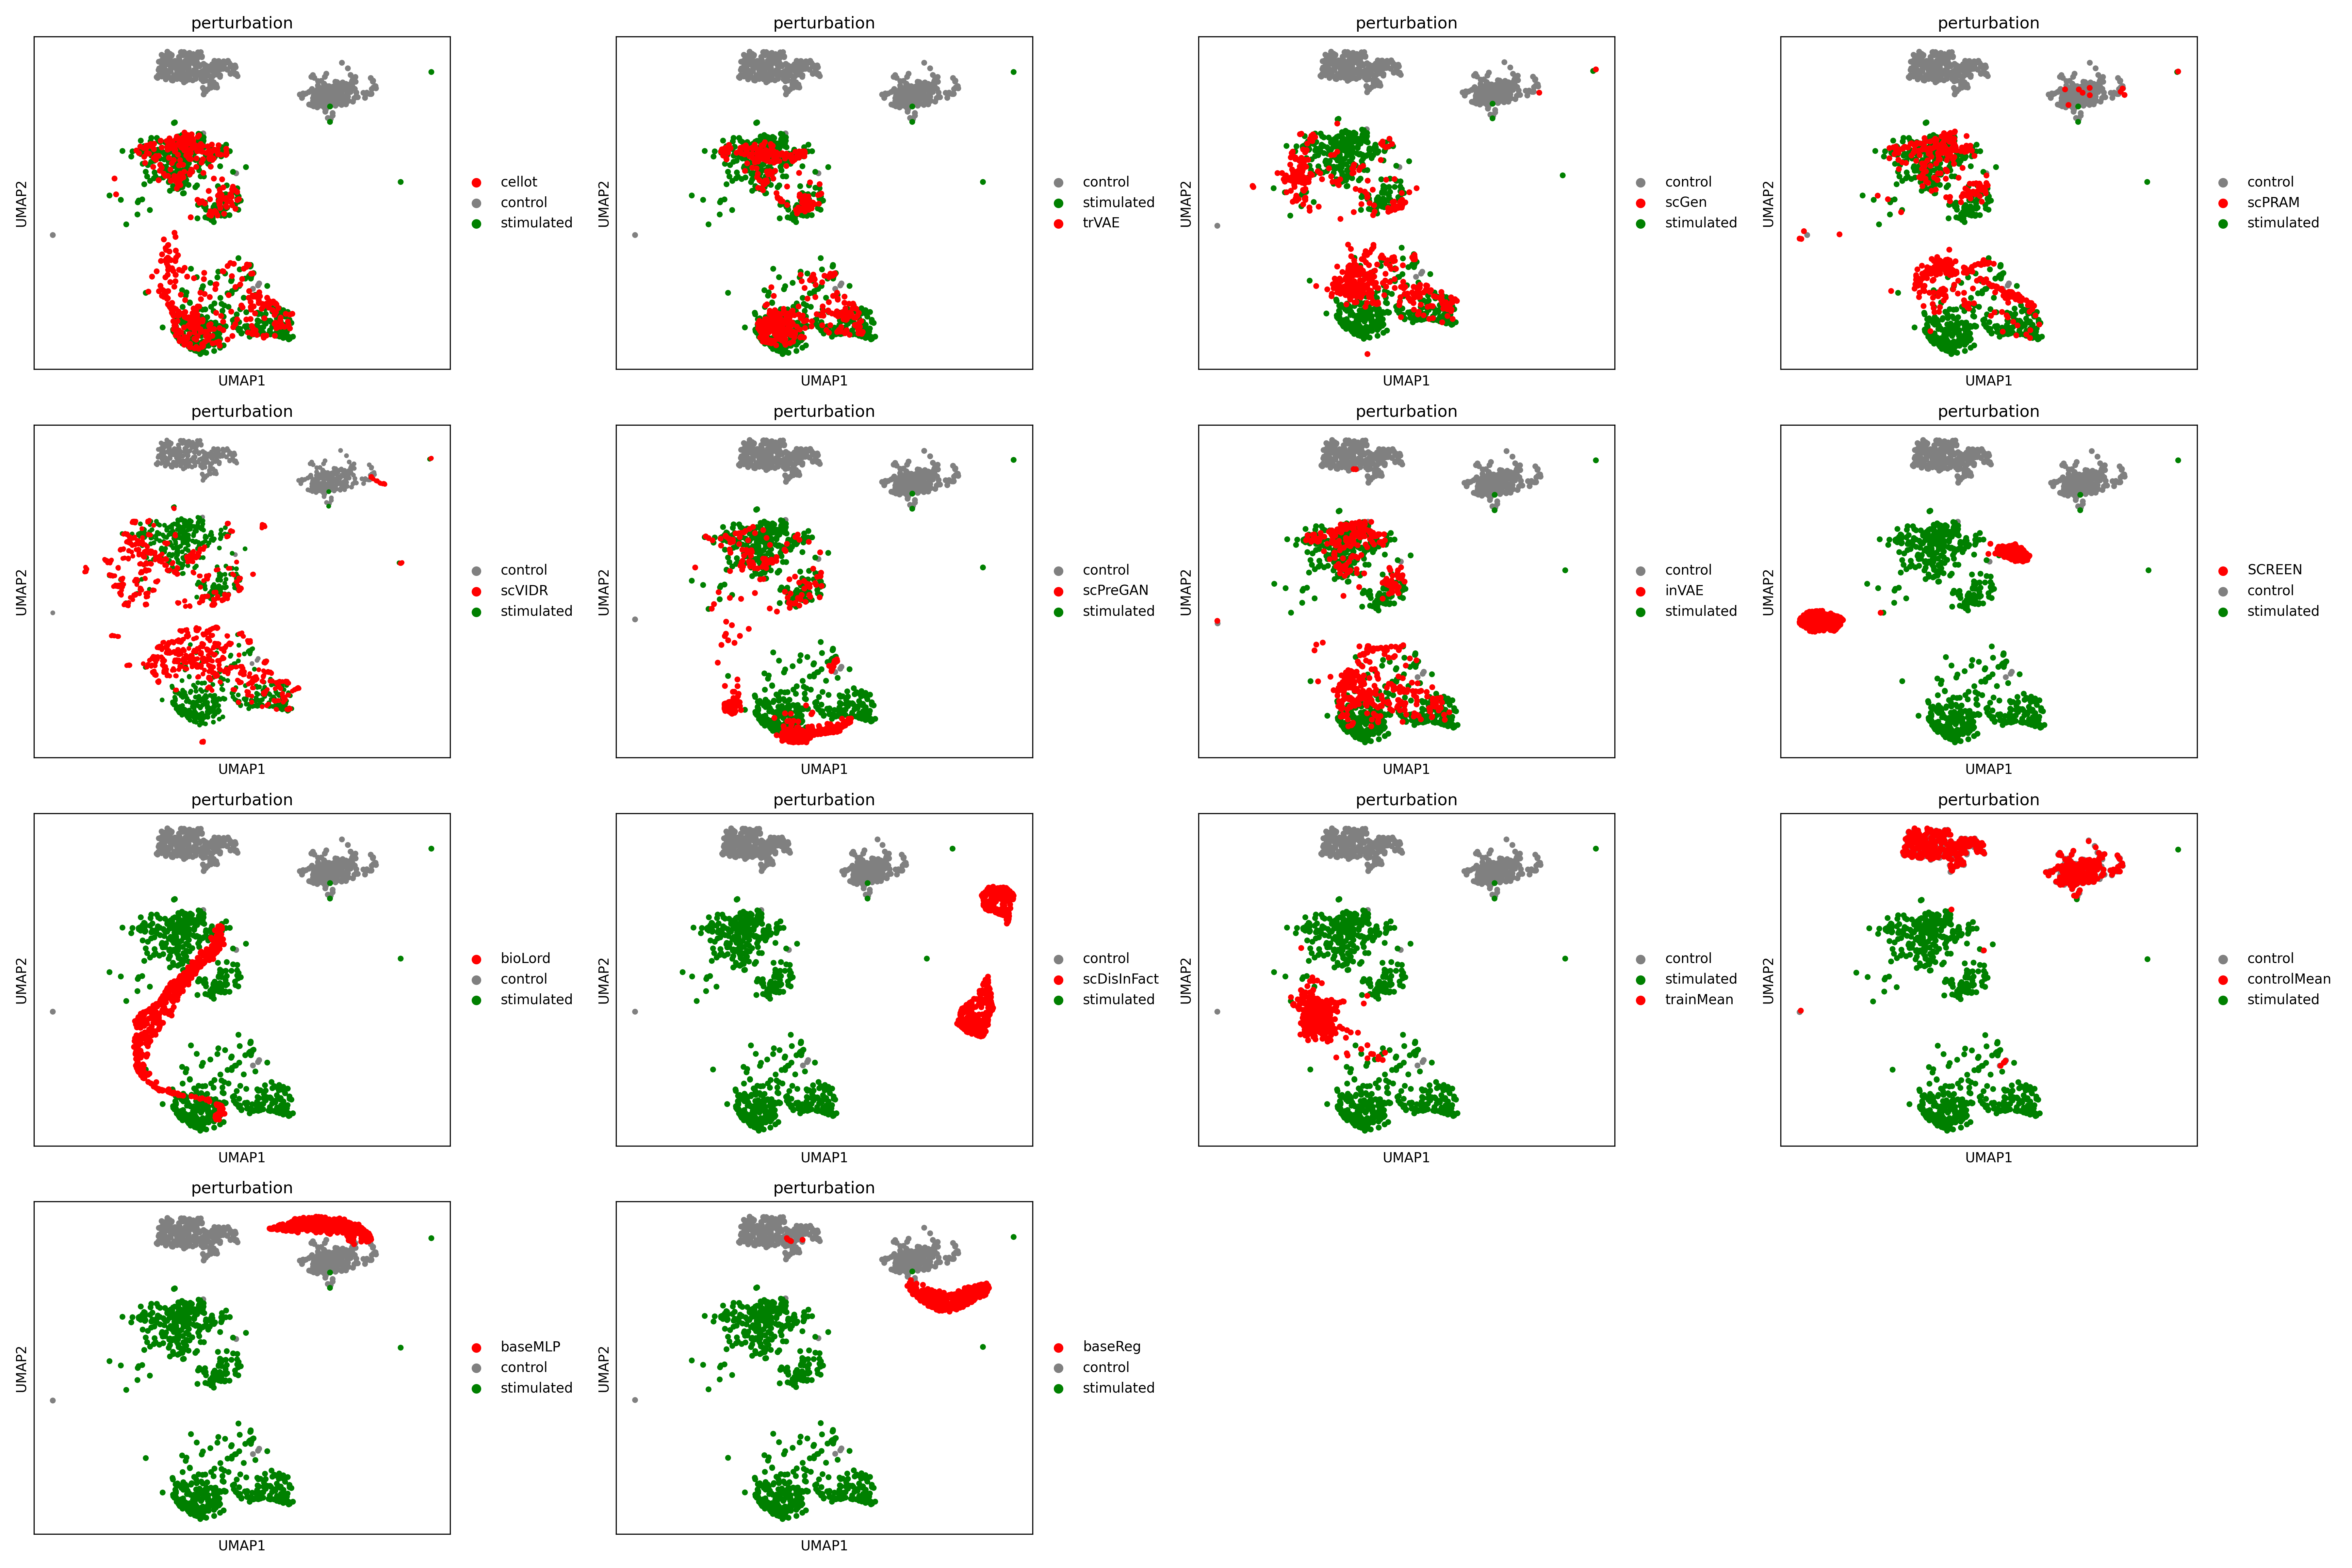 perturbation
UMAP2
cellot
control
stimulated
UMAP1
perturbation
UMAP2
control
stimulated
trVAE
UMAP1
perturbation
UMAP2
control
scGen
stimulated
UMAP1
perturbation
UMAP2
control
scPRAM
stimulated
UMAP1
perturbation
UMAP2
control
scVIDR
stimulated
UMAP1
perturbation
UMAP2
control
scPreGAN
stimulated
UMAP1
perturbation
UMAP2
control
inVAE
stimulated
UMAP1
perturbation
UMAP2
SCREEN
control
stimulated
UMAP1
perturbation
UMAP2
bioLord
control
stimulated
UMAP1
perturbation
UMAP2
control
scDisInFact
stimulated
UMAP1
perturbation
UMAP2
control
stimulated
trainMean
UMAP1
perturbation
UMAP2
control
controlMean
stimulated
UMAP1
perturbation
UMAP2
baseMLP
control
stimulated
UMAP1
perturbation
UMAP2
baseReg
control
stimulated
UMAP1